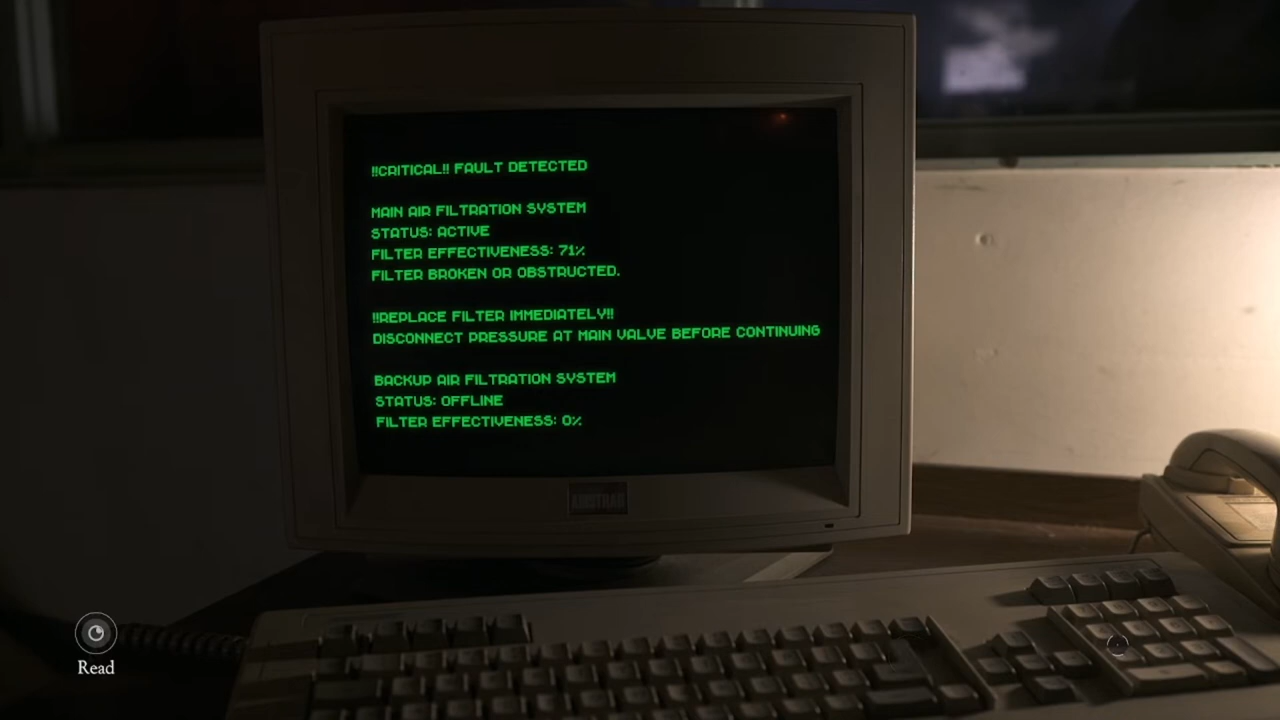 !!CRITICAL!! FAULT DETECTED
MAIN AIR FILTRATION SYSTEM
STATUS: ACTIVE
FILTER EFFECTIVENESS: 71%
FILTER BROKEN OR OBSTRUCTED.
!!REPLACE FILTER IMMEDIATELY!!
DISCONNECT PRESSURE AT MAIN VALVE BEFORE CONTINUING
BACKUP AIR FILTRATION SYSTEM
STATUS: OFFLINE
FILTER EFFECTIVENESS: 0%
Read